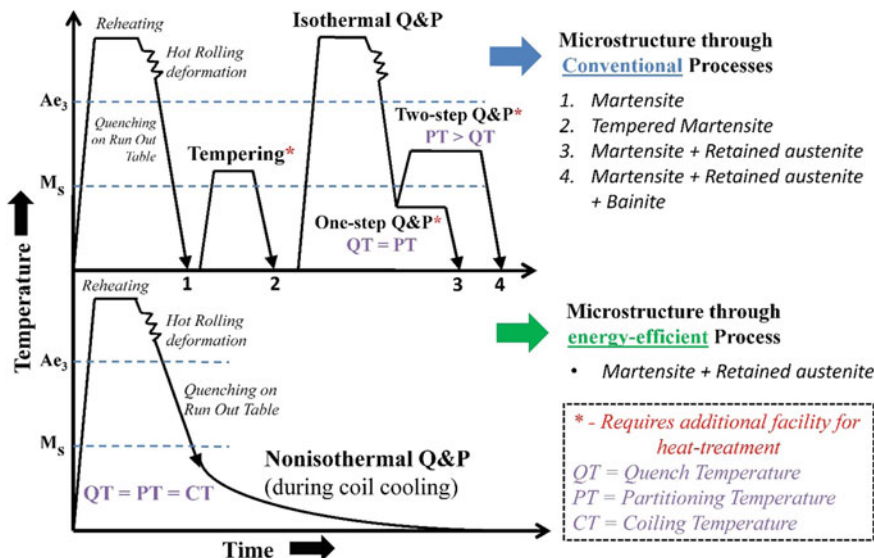 Reheating
Hot Rolling
deformation
Isothermal Q&P
Ae3
Quenching
on Run Out
Table
Tempering*
Two-step Q&P*
PT > QT
Ms
One-step Q&P*
QT = PT
1 2 3 4
Microstructure through
Conventional Processes
1. Martensite
2. Tempered Martensite
3. Martensite + Retained austenite
4. Martensite + Retained austenite
+ Bainite
Temperature
Reheating
Hot Rolling
deformation
Ae3
Quenching on
Run Out Table
Ms
Nonisothermal Q&P
(during coil cooling)
QT = PT = CT
Time
Microstructure through
energy-efficient Process
• Martensite + Retained austenite
* - Requires additional facility for
heat-treatment
QT = Quench Temperature
PT = Partitioning Temperature
CT = Coiling Temperature